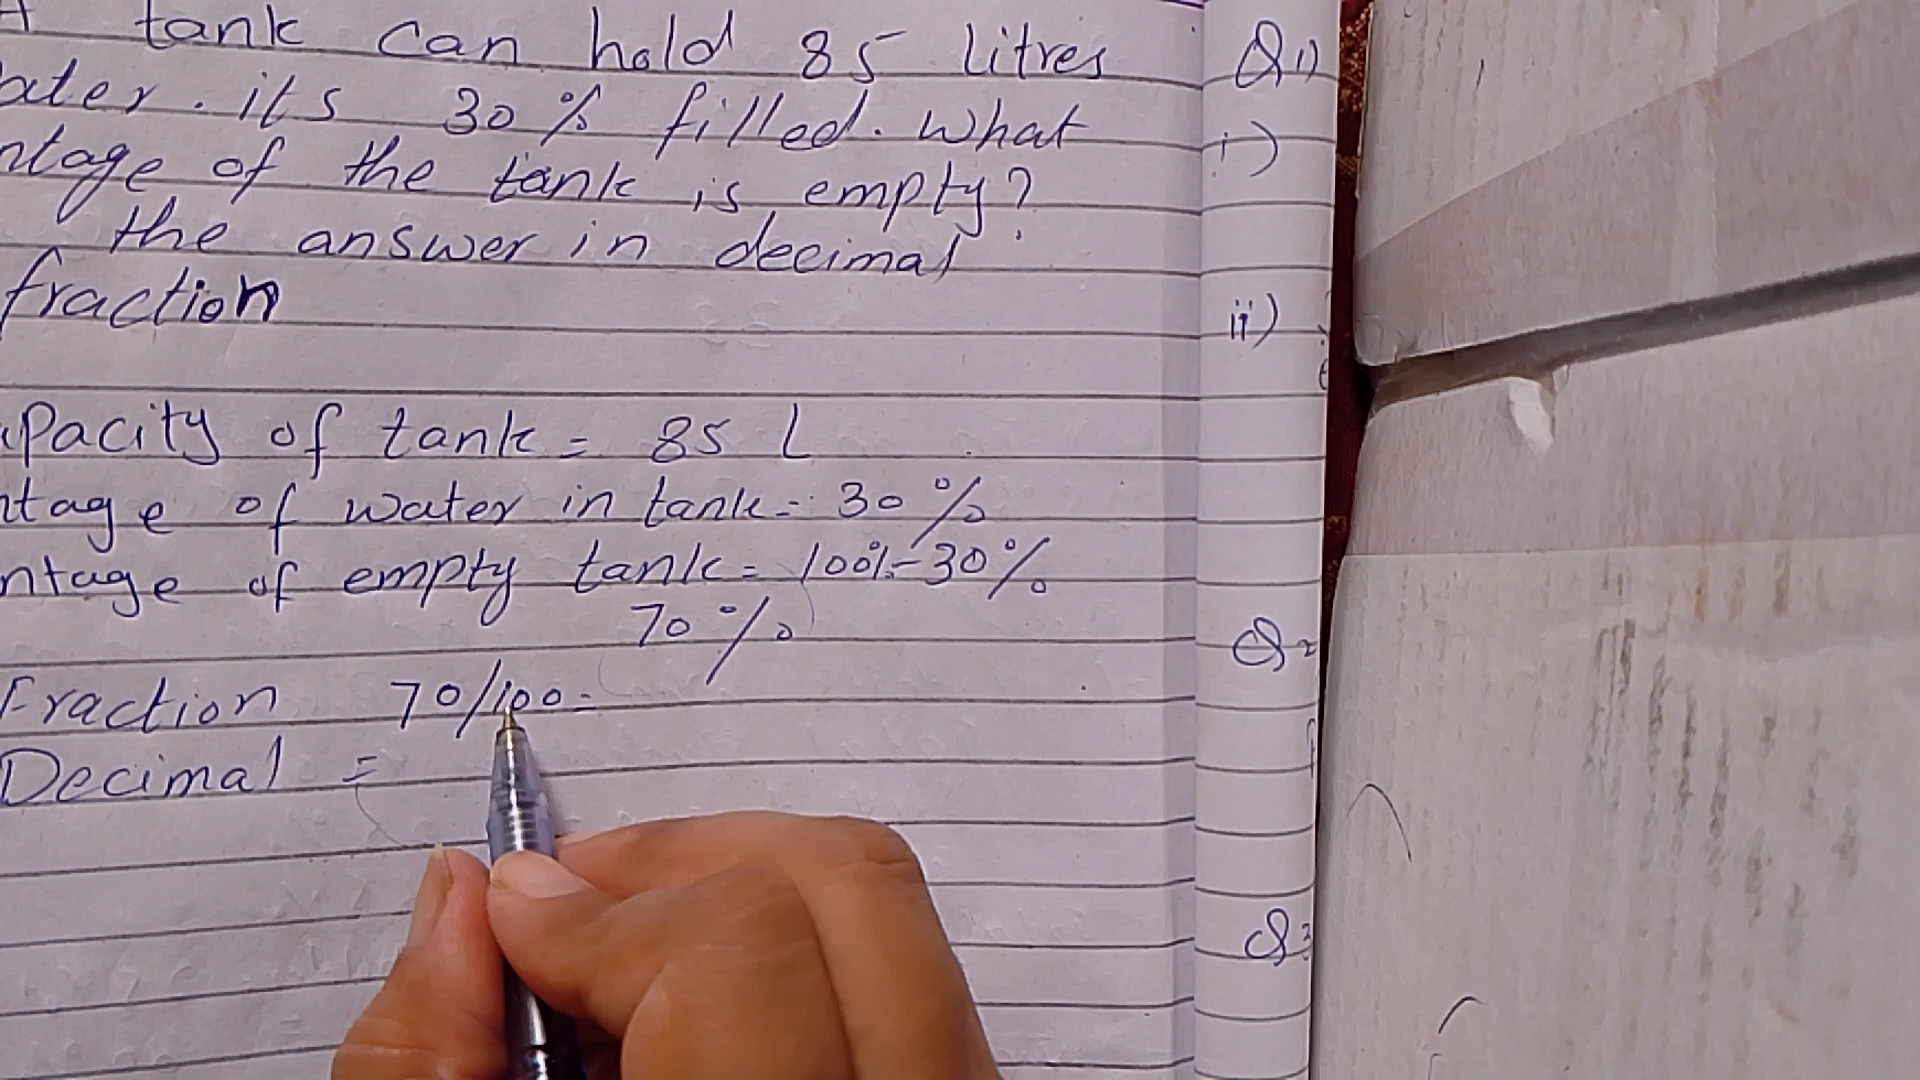 A tank can hold 85 litres
ater. its 30% filled. What
ntage of the tank is empty?
the answer in decimal
fraction
apacity of tank = 85 L
ntage of water in tank = 30%
ntage of empty tank = 100% - 30%
70%
Fraction 70/100 =
Decimal =
Q1)
i)
ii)
Q2
Q3